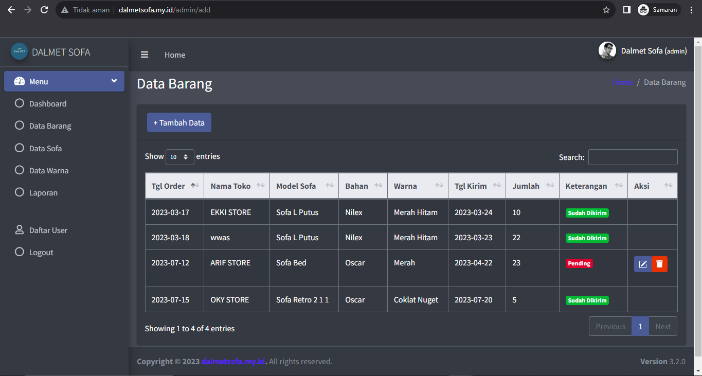 Tidak aman | dalmetsofa.my.id/admin/add
Samaran
DALMET SOFA
Home
Dalmet Sofa (admin)
Menu
Dashboard
Data Barang
Data Sofa
Data Warna
Laporan
Daftar User
Logout
Data Barang
Home / Data Barang
+ Tambah Data
Show 10 entries
Search:
Tgl Order Nama Toko Model Sofa Bahan Warna Tgl Kirim Jumlah Keterangan Aksi
2023-03-17 EKKI STORE Sofa L Putus Nilex Merah Hitam 2023-03-24 10 Sudah Dikirim
2023-03-18 wwas Sofa L Putus Nilex Merah Hitam 2023-03-23 22 Sudah Dikirim
2023-07-12 ARIF STORE Sofa Bed Oscar Merah 2023-04-22 23 Pending
2023-07-15 OKY STORE Sofa Retro 2 1 1 Oscar Coklat Nuget 2023-07-20 5 Sudah Dikirim
Showing 1 to 4 of 4 entries
Previous 1 Next
Copyright © 2023 dalmetsofa.my.id. All rights reserved.
Version 3.2.0